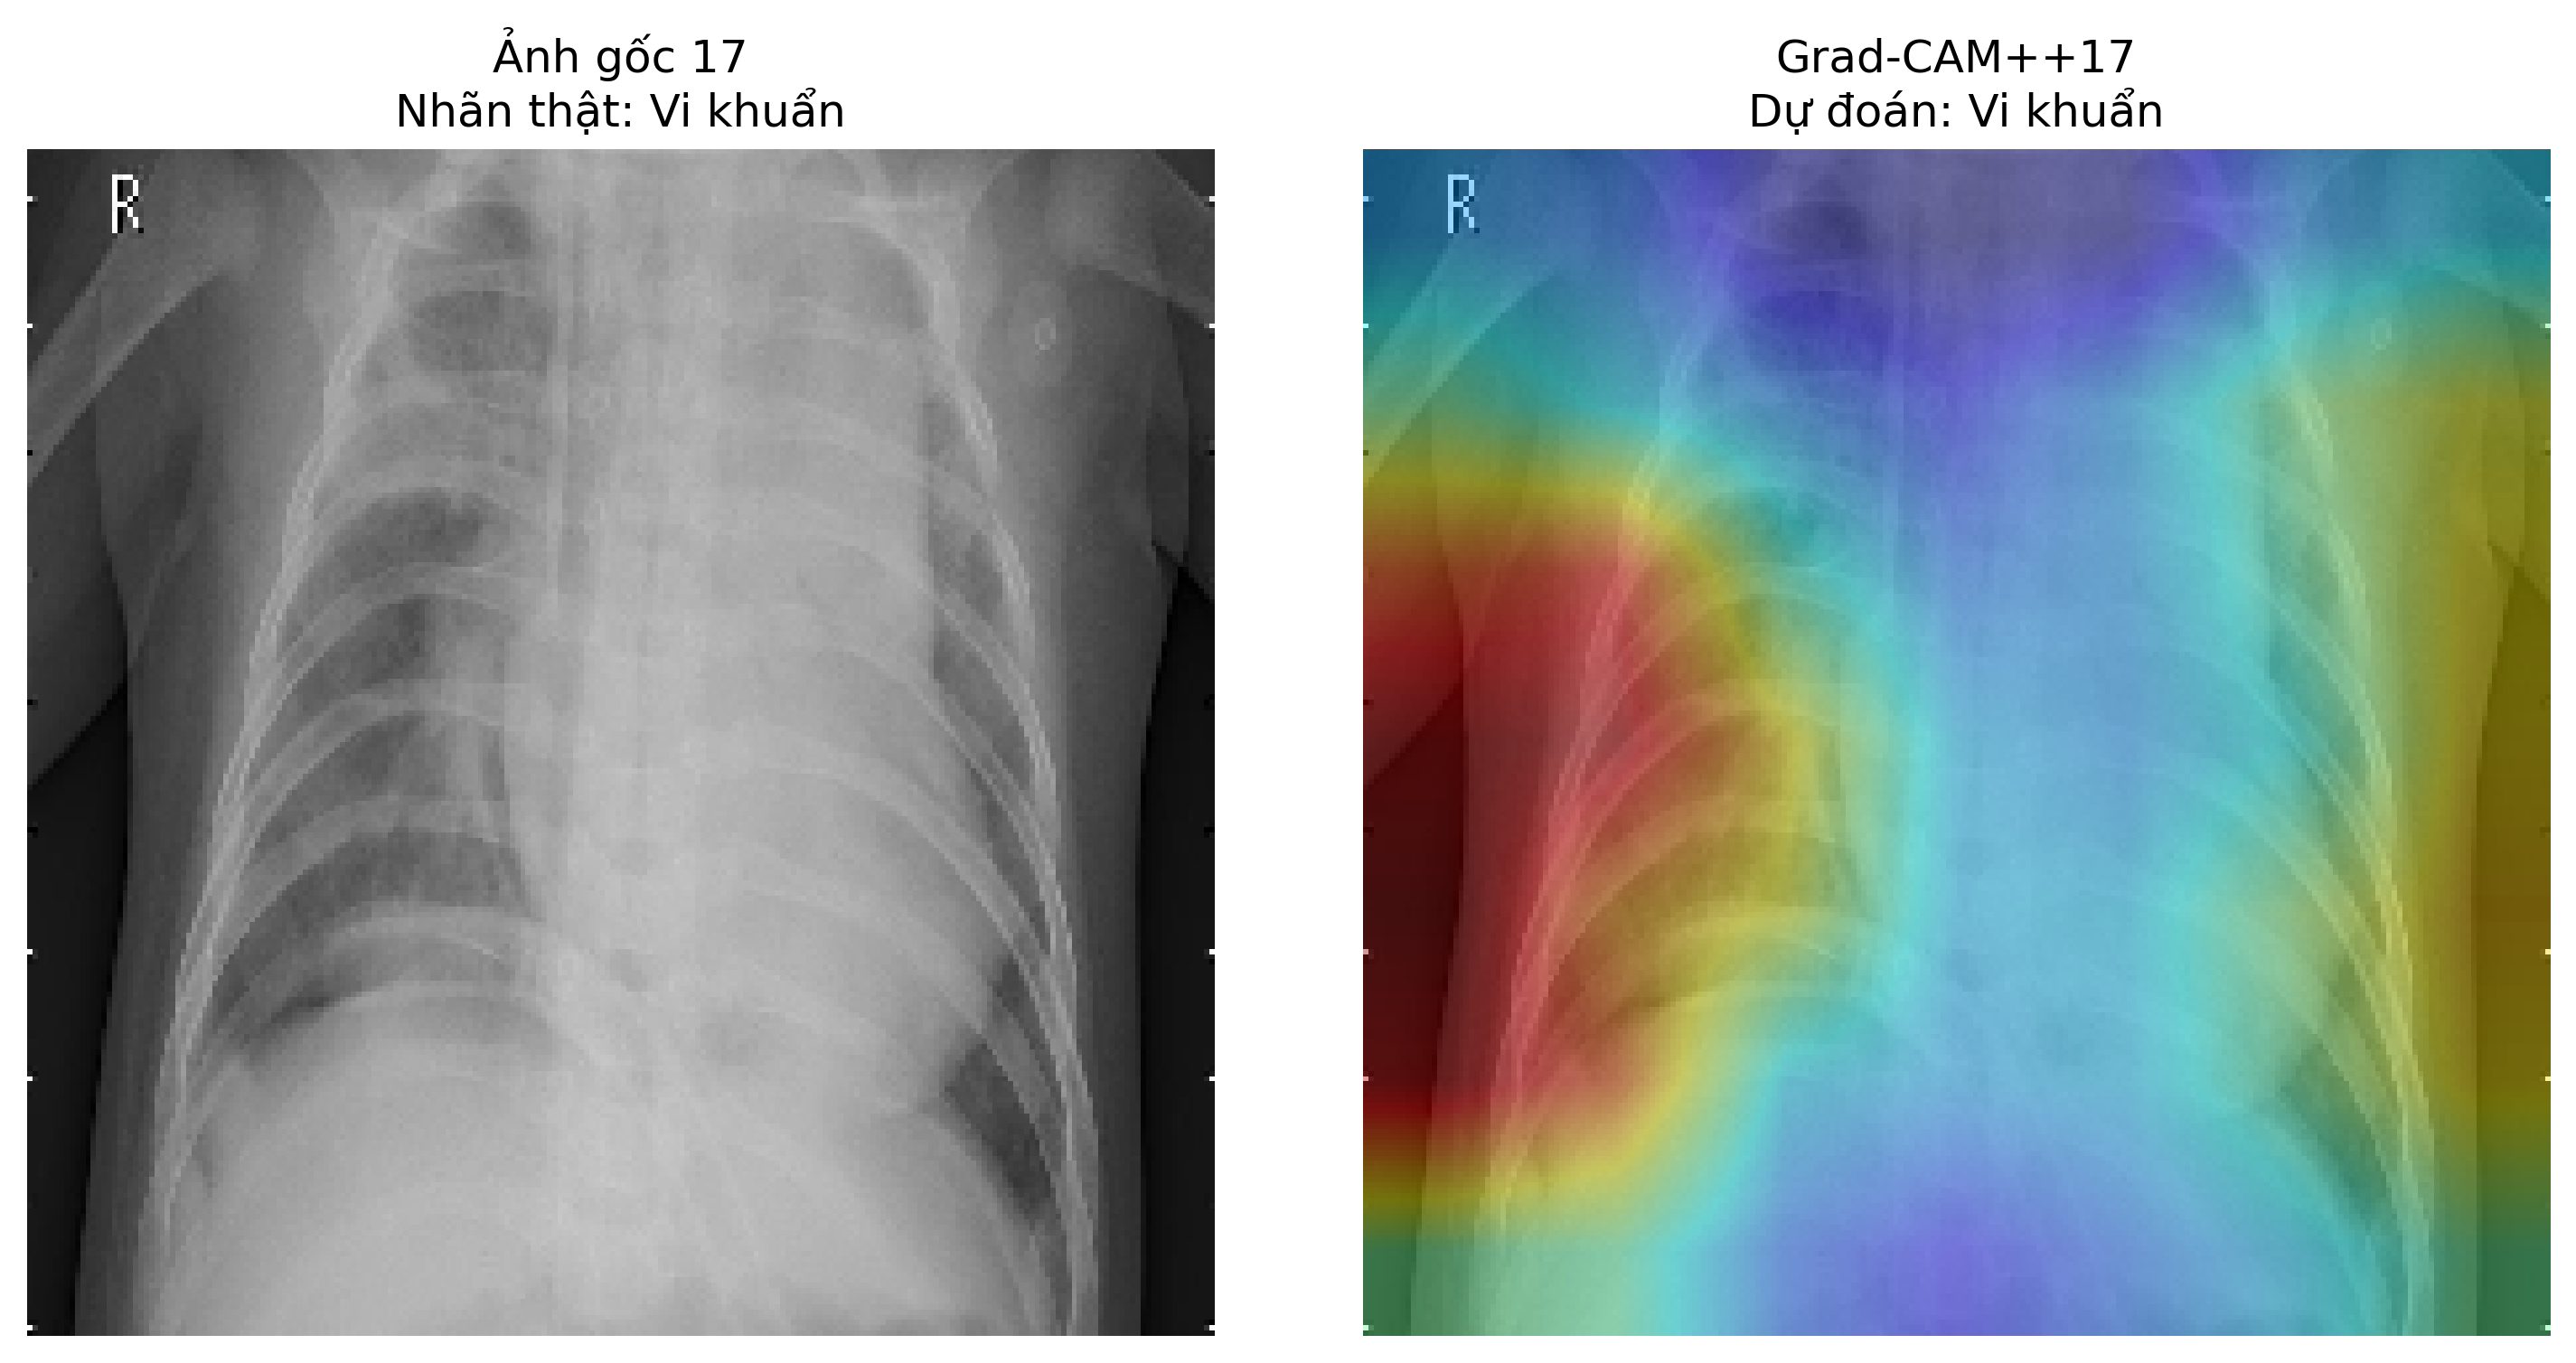 Ảnh gốc 17
Nhãn thật: Vi khuẩn
Grad-CAM++17
Dự đoán: Vi khuẩn
R
R